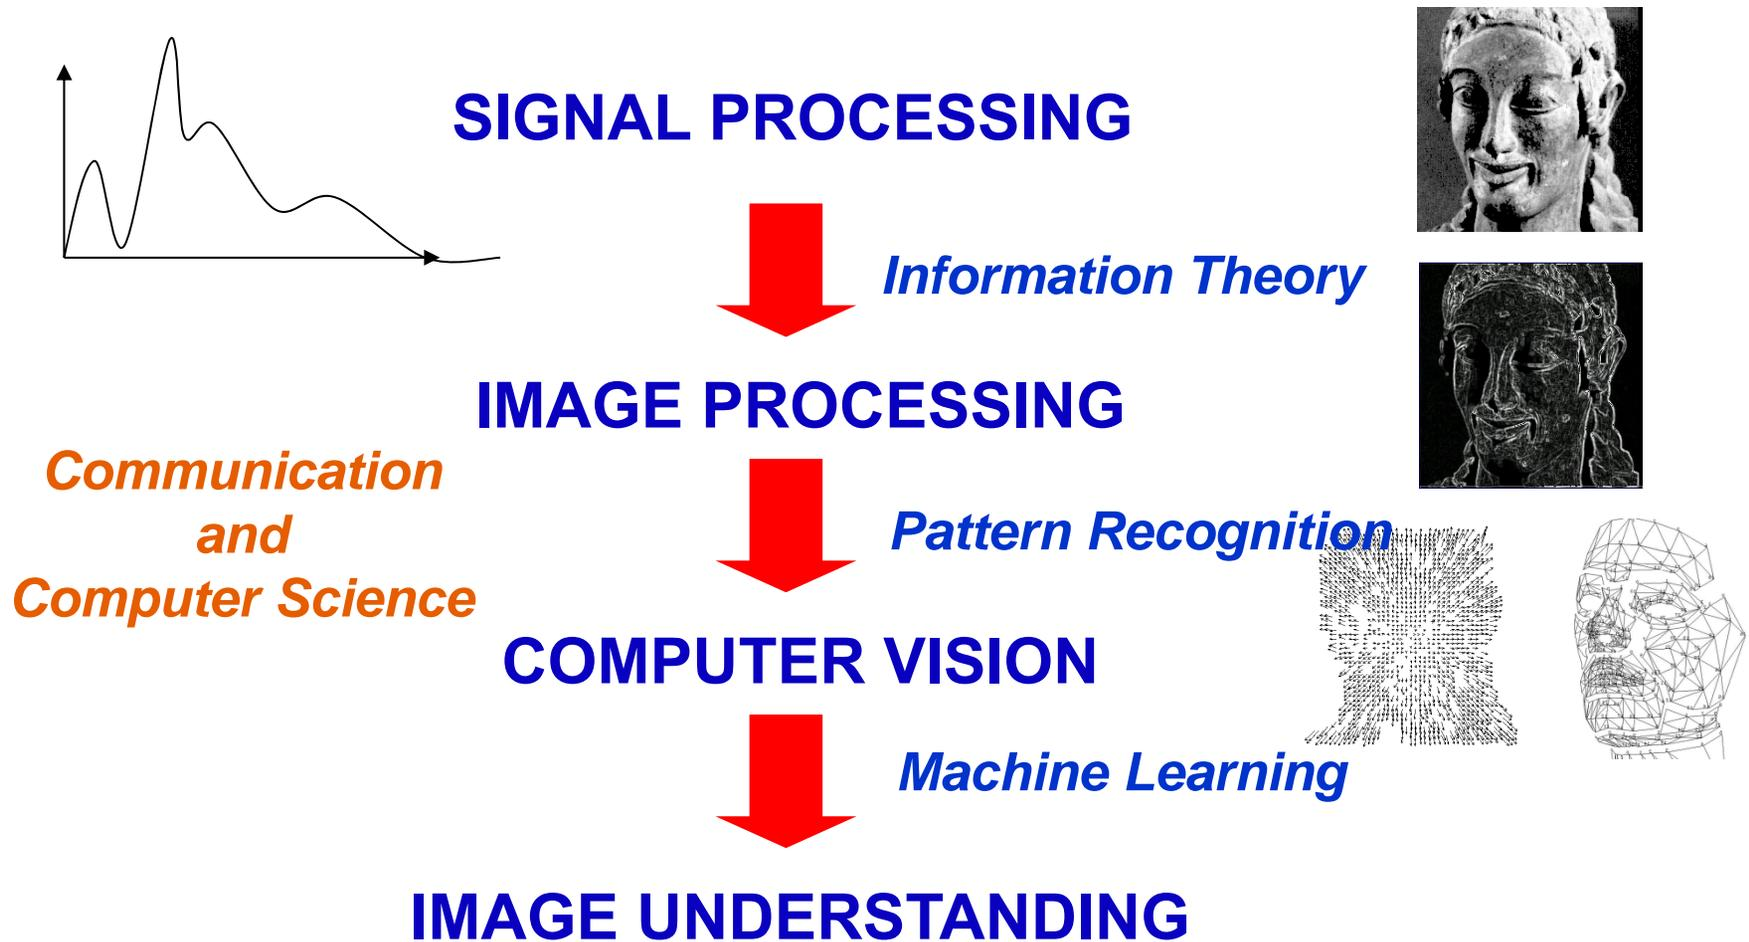 SIGNAL PROCESSING
Information Theory
IMAGE PROCESSING
Communication
and
Computer Science
Pattern Recognition
COMPUTER VISION
Machine Learning
IMAGE UNDERSTANDING